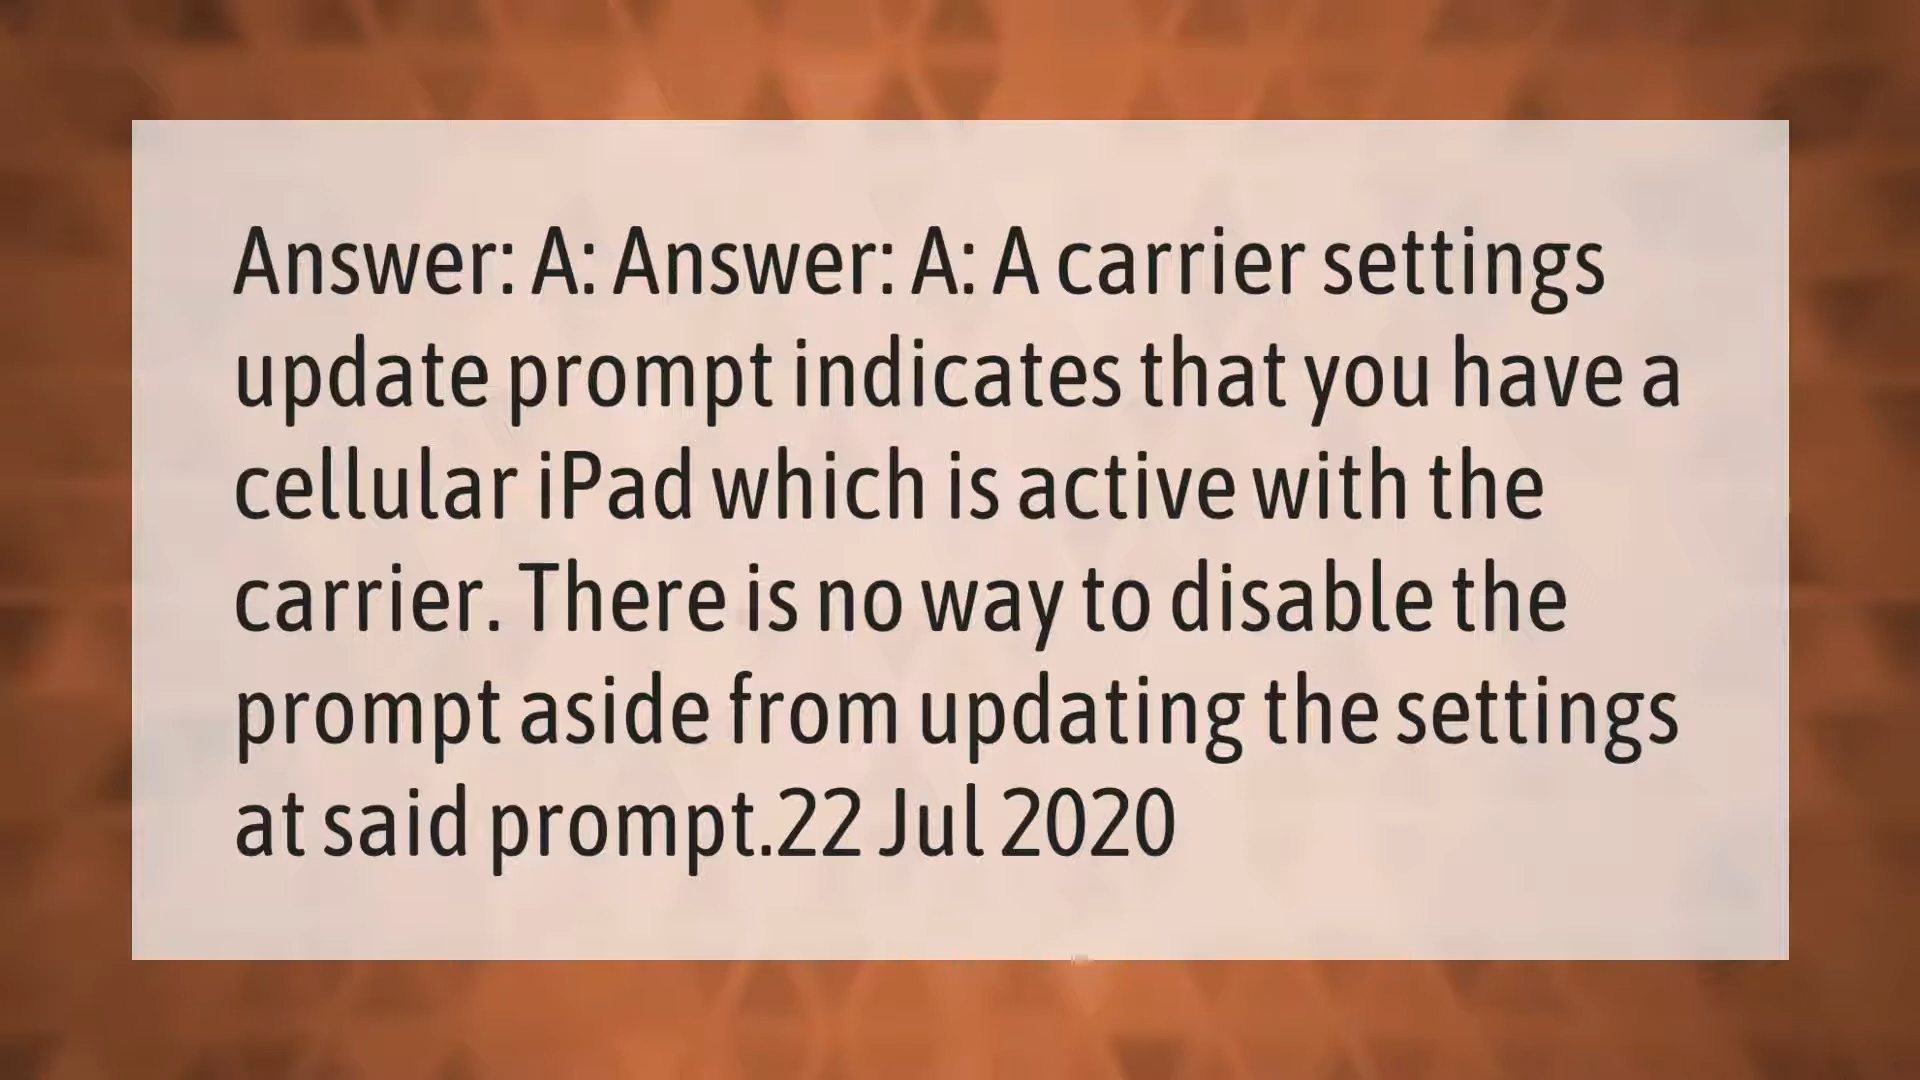 Answer: A: Answer: A: A carrier settings
update prompt indicates that you have a
cellular iPad which is active with the
carrier. There is no way to disable the
prompt aside from updating the settings
at said prompt.22 Jul 2020